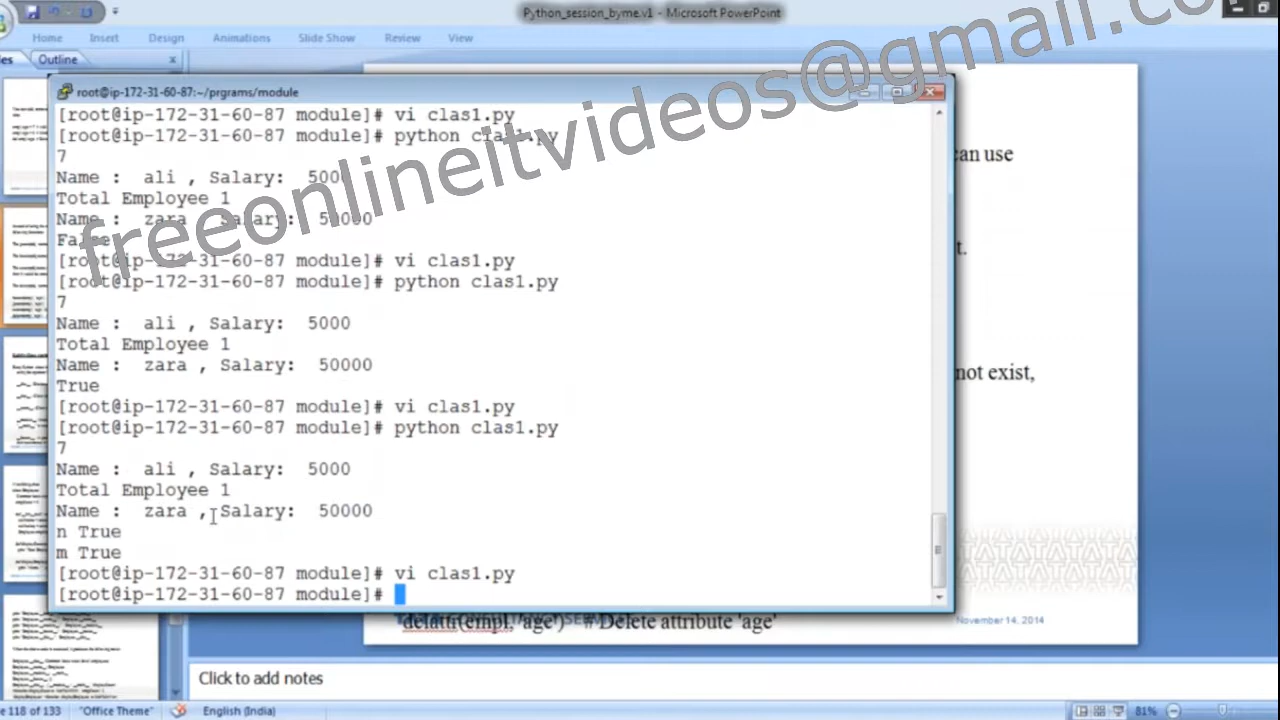 Python_session_byme.v1 - Microsoft PowerPoint
Home Insert Design Animations Slide Show Review View
Outline
root@ip-172-31-60-87:~/prgrams/module
[root@ip-172-31-60-87 module]# vi clas1.py
[root@ip-172-31-60-87 module]# python clas1.py
7
Name : ali , Salary: 5000
Total Employee 1
Name : zara , Salary: 50000
False
[root@ip-172-31-60-87 module]# vi clas1.py
[root@ip-172-31-60-87 module]# python clas1.py
7
Name : ali , Salary: 5000
Total Employee 1
Name : zara , Salary: 50000
True
[root@ip-172-31-60-87 module]# vi clas1.py
[root@ip-172-31-60-87 module]# python clas1.py
7
Name : ali , Salary: 5000
Total Employee 1
Name : zara , Salary: 50000
n True
m True
[root@ip-172-31-60-87 module]# vi clas1.py
[root@ip-172-31-60-87 module]#
freeonlineitvideos@gmail.co
can use
t.
not exist,
delattr(empl, 'age') # Delete attribute 'age'
November 14, 2014
Click to add notes
e 118 of 133 "Office Theme" English (India) 81%